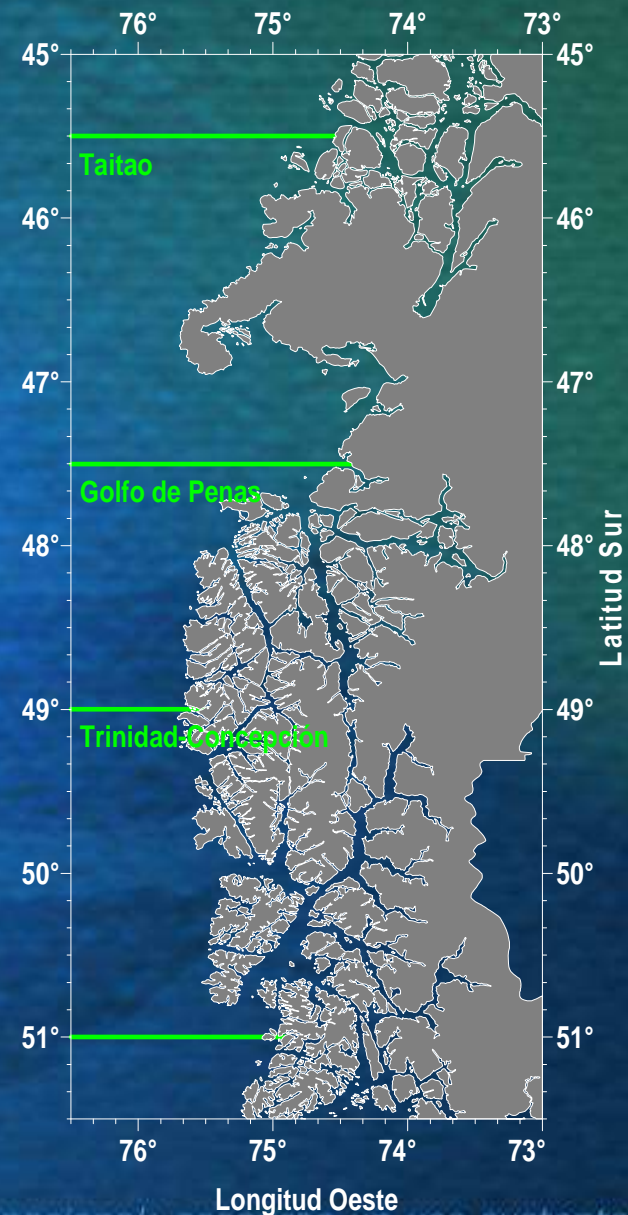 76° 75° 74° 73°
45° 45°
Taitao
46° 46°
47° 47°
Golfo de Penas
48° 48°
Latitud Sur
49° 49°
Trinidad-Concepción
50° 50°
51° 51°
76° 75° 74° 73°
Longitud Oeste